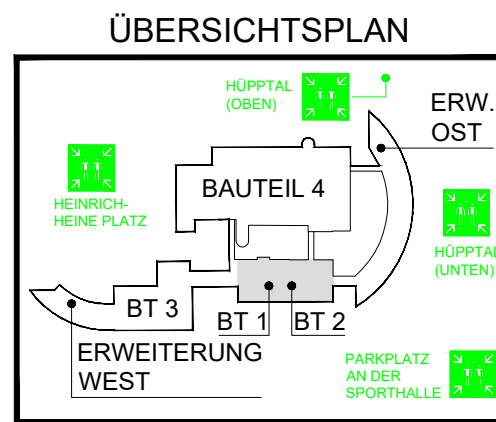 ÜBERSICHTSPLAN
HÜPPTAL
(OBEN)
ERW.
OST
BAUTEIL 4
HEINRICH-
HEINE PLATZ
HÜPPTAL
(UNTEN)
BT 3
BT 1
BT 2
ERWEITERUNG
WEST
PARKPLATZ
AN DER
SPORTHALLE